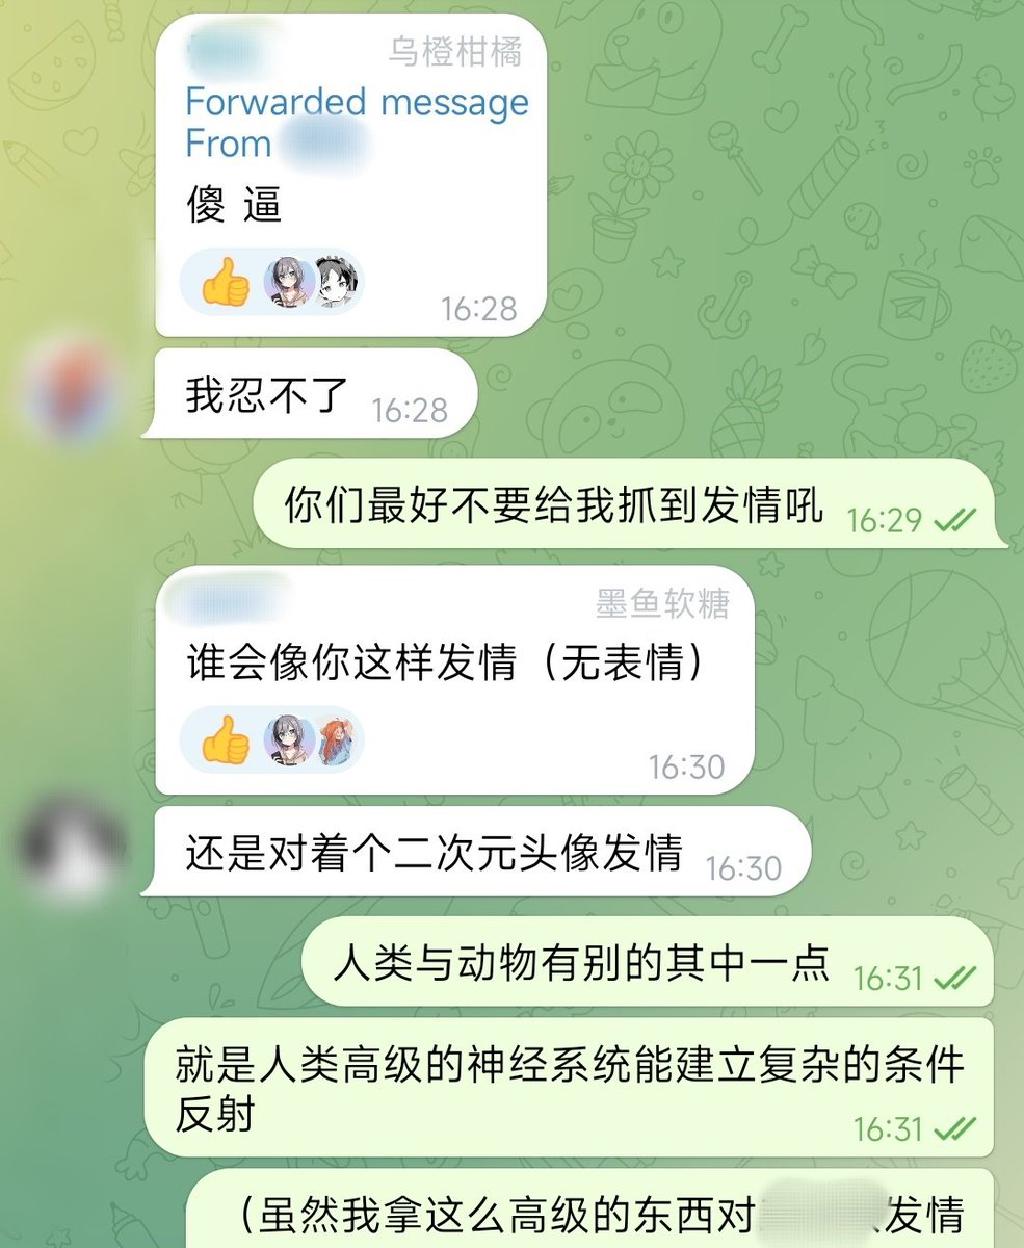 乌橙柑橘
Forwarded message
From
傻 逼
16:28
我忍不了 16:28
你们最好不要给我抓到发情吼 16:29
墨鱼软糖
谁会像你这样发情（无表情）
16:30
还是对着个二次元头像发情 16:30
人类与动物有别的其中一点 16:31
就是人类高级的神经系统能建立复杂的条件
反射
16:31
（虽然我拿这么高级的东西对 发情